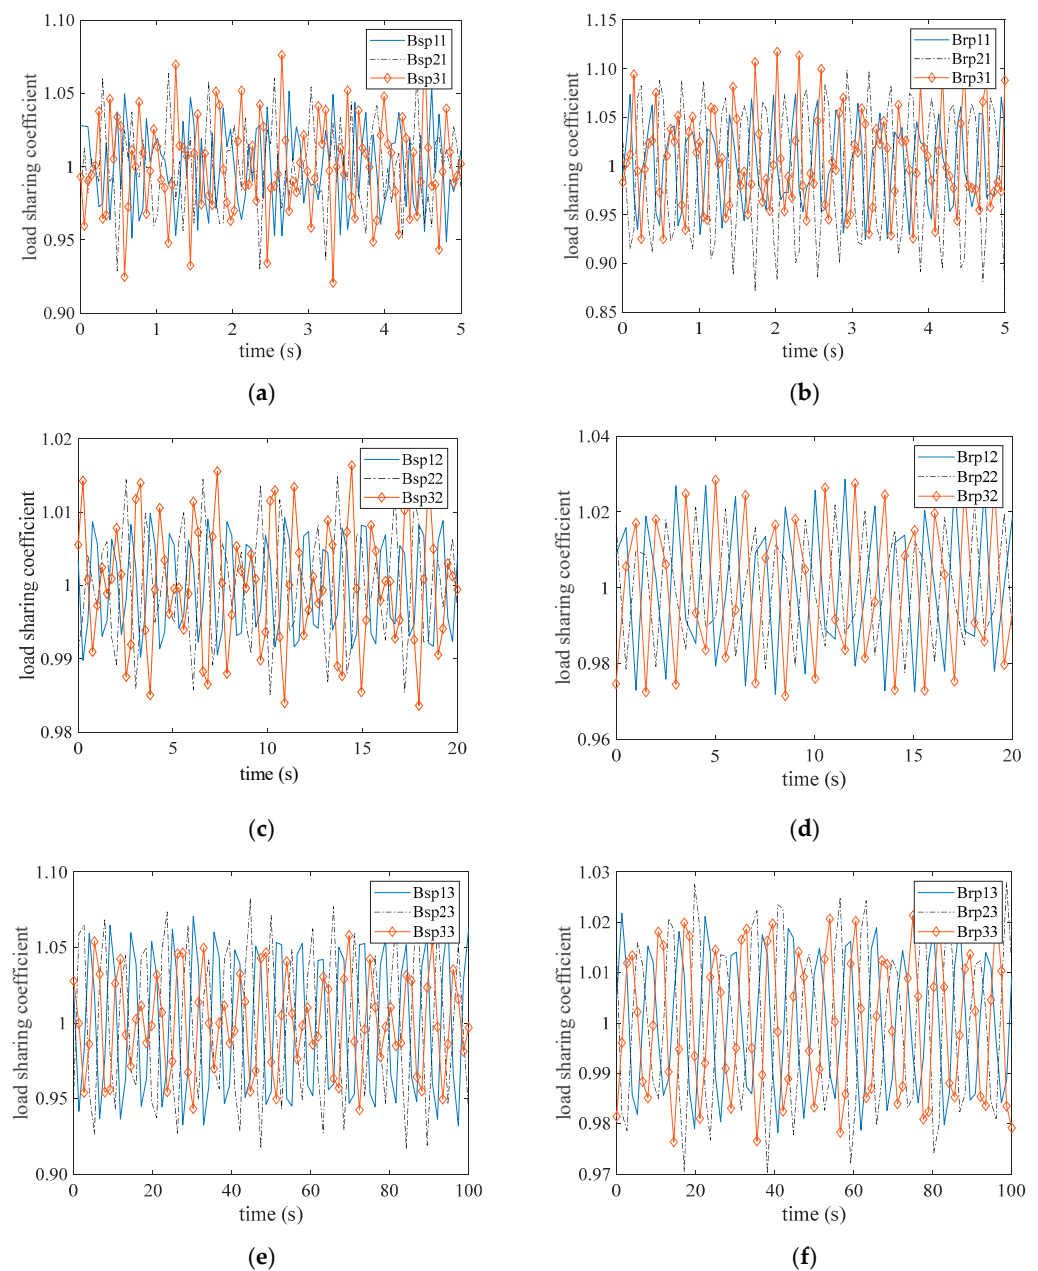 load sharing coefficient
1.10
1.05
1
0.95
0.90
Bsp11
Bsp21
Bsp31
0 1 2 3 4 5
time (s)
(a)
load sharing coefficient
1.15
1.10
1.05
1
0.95
0.90
0.85
Brp11
Brp21
Brp31
0 1 2 3 4 5
time (s)
(b)
load sharing coefficient
1.02
1.01
1
0.99
0.98
Bsp12
Bsp22
Bsp32
0 5 10 15 20
time (s)
(c)
load sharing coefficient
1.04
1.02
1
0.98
0.96
Brp12
Brp22
Brp32
0 5 10 15 20
time (s)
(d)
load sharing coefficient
1.10
1.05
1
0.95
0.90
Bsp13
Bsp23
Bsp33
0 20 40 60 80 100
time (s)
(e)
load sharing coefficient
1.03
1.02
1.01
1
0.99
0.98
0.97
Brp13
Brp23
Brp33
0 20 40 60 80 100
time (s)
(f)